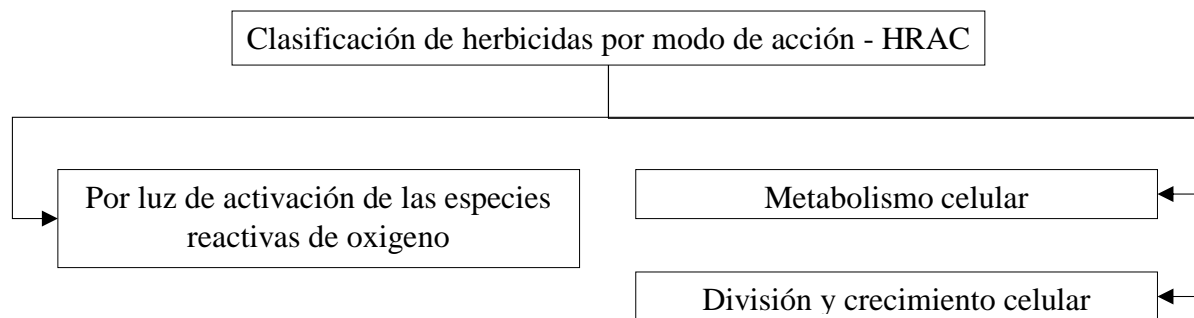 Clasificación de herbicidas por modo de acción - HRAC
Por luz de activación de las especies
reactivas de oxigeno
Metabolismo celular
División y crecimiento celular